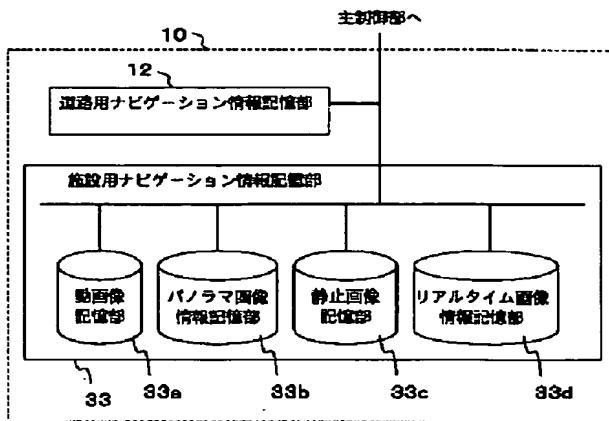 主制御部へ
10
12
道路用ナビゲーション情報記憶部
施設用ナビゲーション情報記憶部
動画像
記憶部
パノラマ画像
情報記憶部
静止画像
記憶部
リアルタイム画像
情報記憶部
33
33a
33b
33c
33d